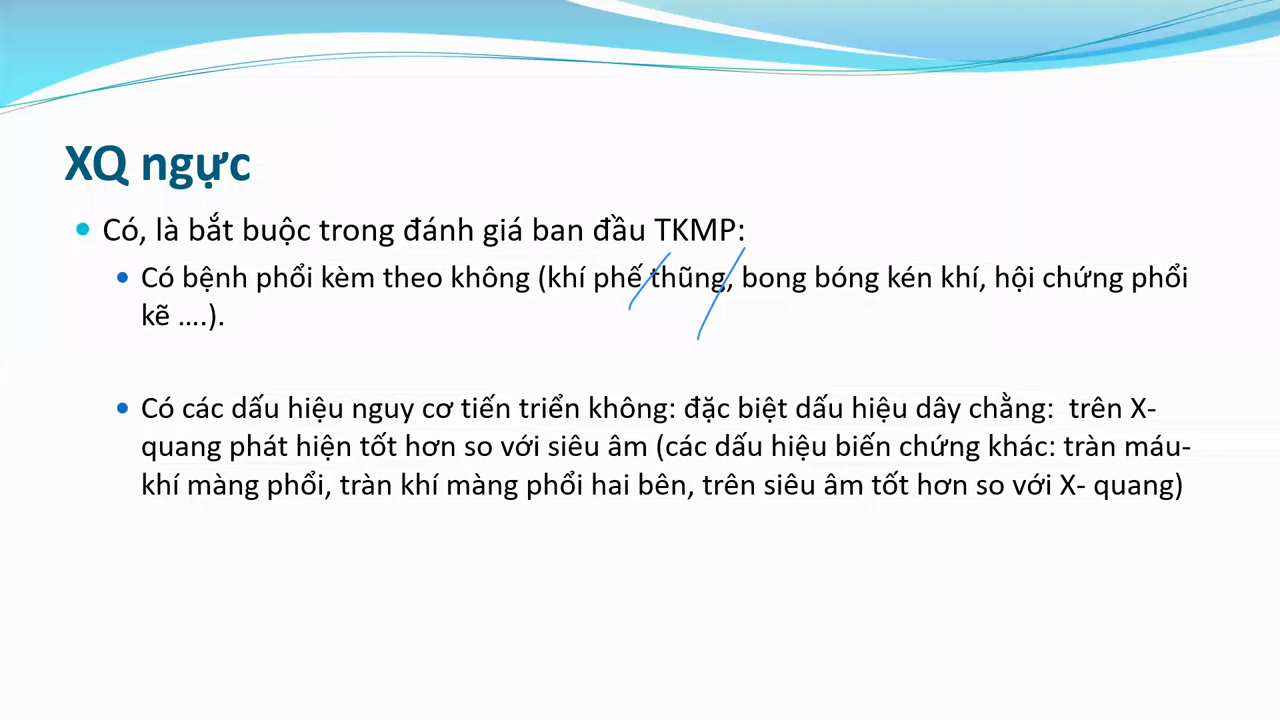 XQ ngực
Có, là bắt buộc trong đánh giá ban đầu TKMP:
Có bệnh phổi kèm theo không (khí phế thũng, bong bóng kén khí, hội chứng phổi
kẽ ....).
Có các dấu hiệu nguy cơ tiến triển không: đặc biệt dấu hiệu dây chằng: trên X-
quang phát hiện tốt hơn so với siêu âm (các dấu hiệu biến chứng khác: tràn máu-
khí màng phổi, tràn khí màng phổi hai bên, trên siêu âm tốt hơn so với X- quang)